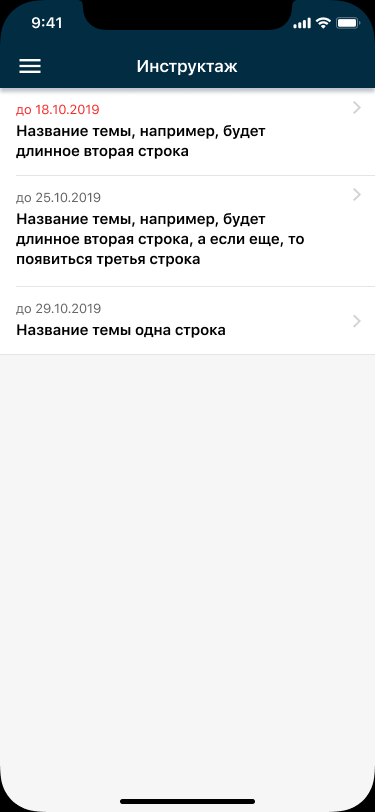 9:41
Инструктаж
до 18.10.2019
Название темы, например, будет
длинное вторая строка
до 25.10.2019
Название темы, например, будет
длинное вторая строка, а если еще, то
появиться третья строка
до 29.10.2019
Название темы одна строка